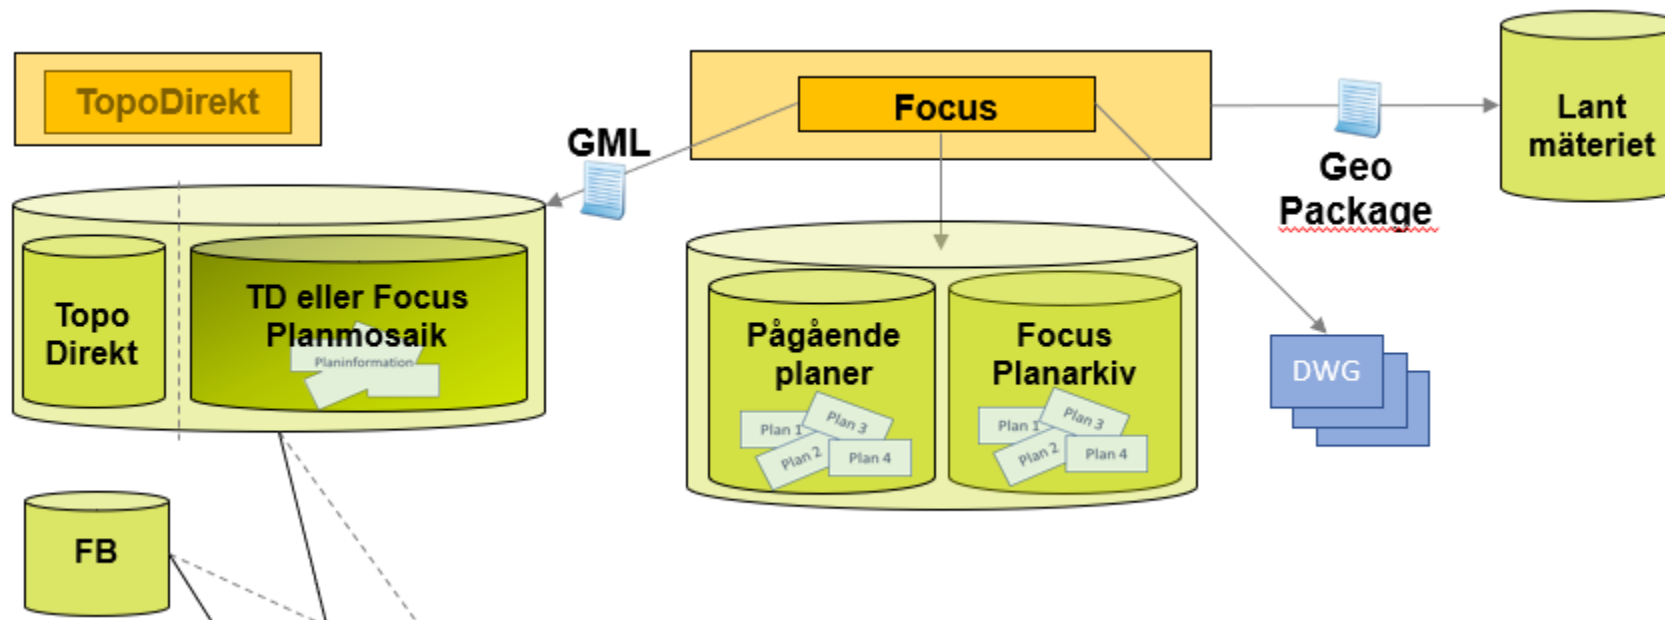 TopoDirekt
GML
Focus
Geo
Package
Lant
mäteriet
Topo
Direkt
TD eller Focus
Planmosaik
Planinformation
Pågående
planer
Plan 1
Plan 3
Plan 2
Plan 4
Focus
Planarkiv
Plan 1
Plan 3
Plan 2
Plan 4
DWG
FB